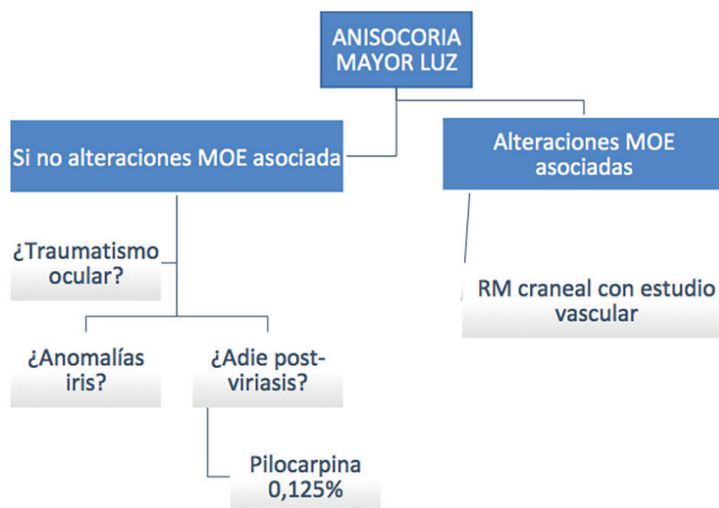 ANISOCORIA
MAYOR LUZ
Si no alteraciones MOE asociada
Alteraciones MOE
asociadas
¿Traumatismo
ocular?
RM craneal con estudio
vascular
¿Anomalías
iris?
¿Adie post-
viriasis?
Pilocarpina
0,125%